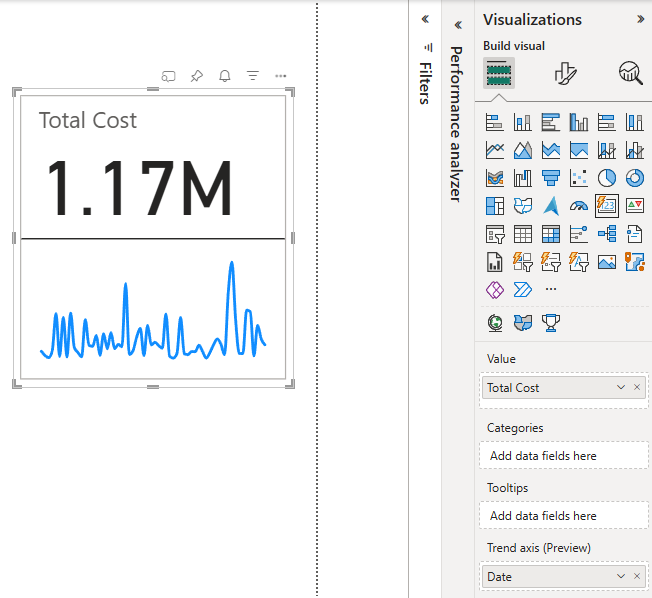 Total Cost
1.17M
Filters
Performance analyzer
Visualizations
Build visual
123
Value
Total Cost
Categories
Add data fields here
Tooltips
Add data fields here
Trend axis (Preview)
Date